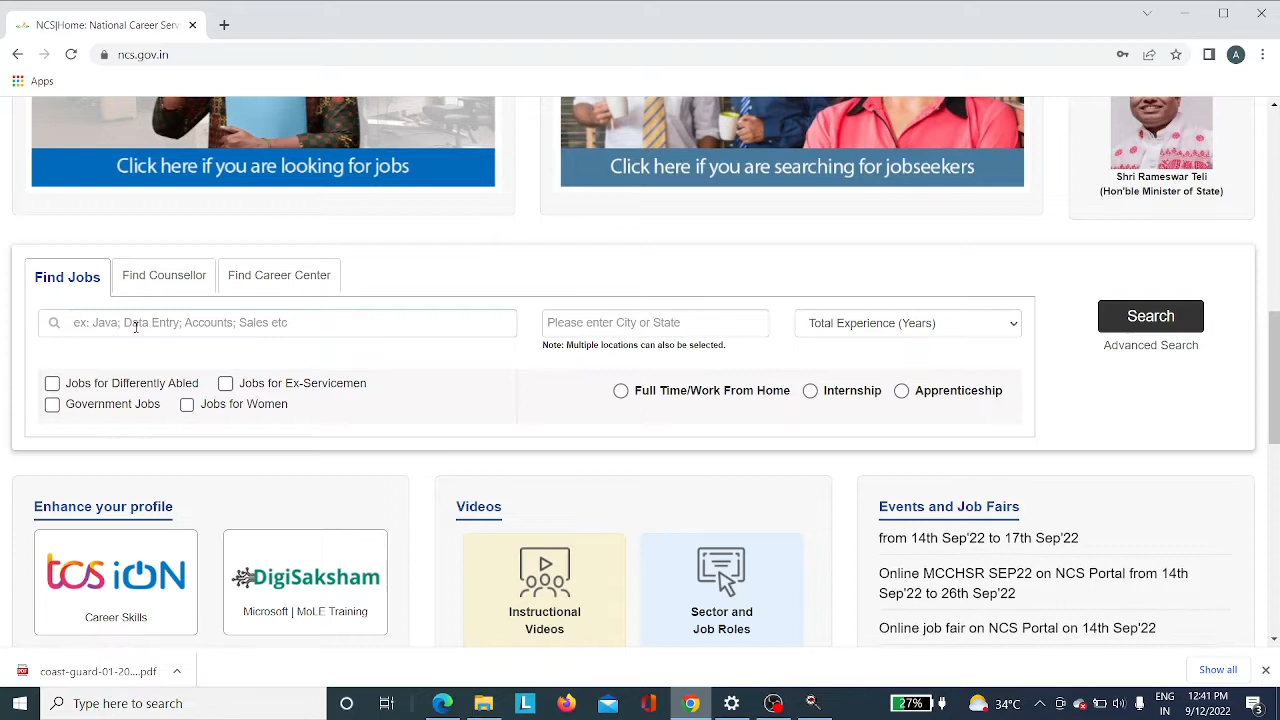 NCS|Home: National Career Serv
ncs.gov.in
A
Apps
Click here if you are looking for jobs
Click here if you are searching for jobseekers
Shri Rameswar Teli
(Hon'ble Minister of State)
Find Jobs
Find Counsellor
Find Career Center
ex: Java; Data Entry; Accounts; Sales etc
Please enter City or State
Total Experience (Years)
Search
Note: Multiple locations can also be selected.
Advanced Search
Jobs for Differently Abled
Jobs for Ex-Servicemen
Full Time/Work From Home
Internship
Apprenticeship
Government Jobs
Jobs for Women
Enhance your profile
tcs iON
Career Skills
DigiSaksham
Microsoft | MoLE Training
Videos
Instructional
Videos
Sector and
Job Roles
Events and Job Fairs
from 14th Sep'22 to 17th Sep'22
Online MCCHSR SEP22 on NCS Portal from 14th
Sep'22 to 26th Sep'22
Online job fair on NCS Portal on 14th Sep'22
coast-guard-01-20...pdf
Show all
Type here to search
27%
34°C
ENG
IN
12:41 PM
9/12/2022
3